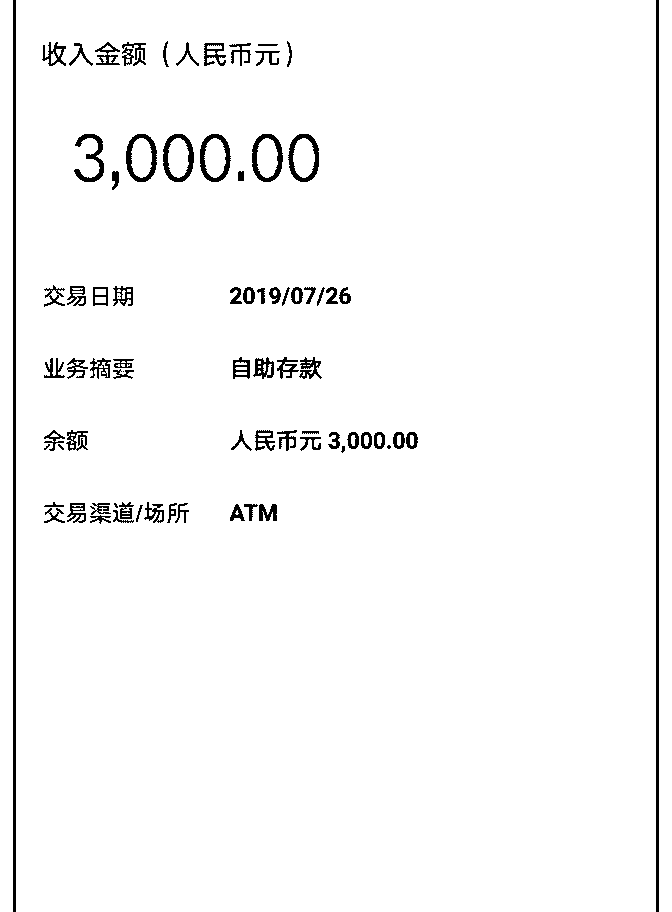 收入金额（人民币元）
3,000.00
交易日期 2019/07/26
业务摘要 自助存款
余额 人民币元 3,000.00
交易渠道/场所 ATM